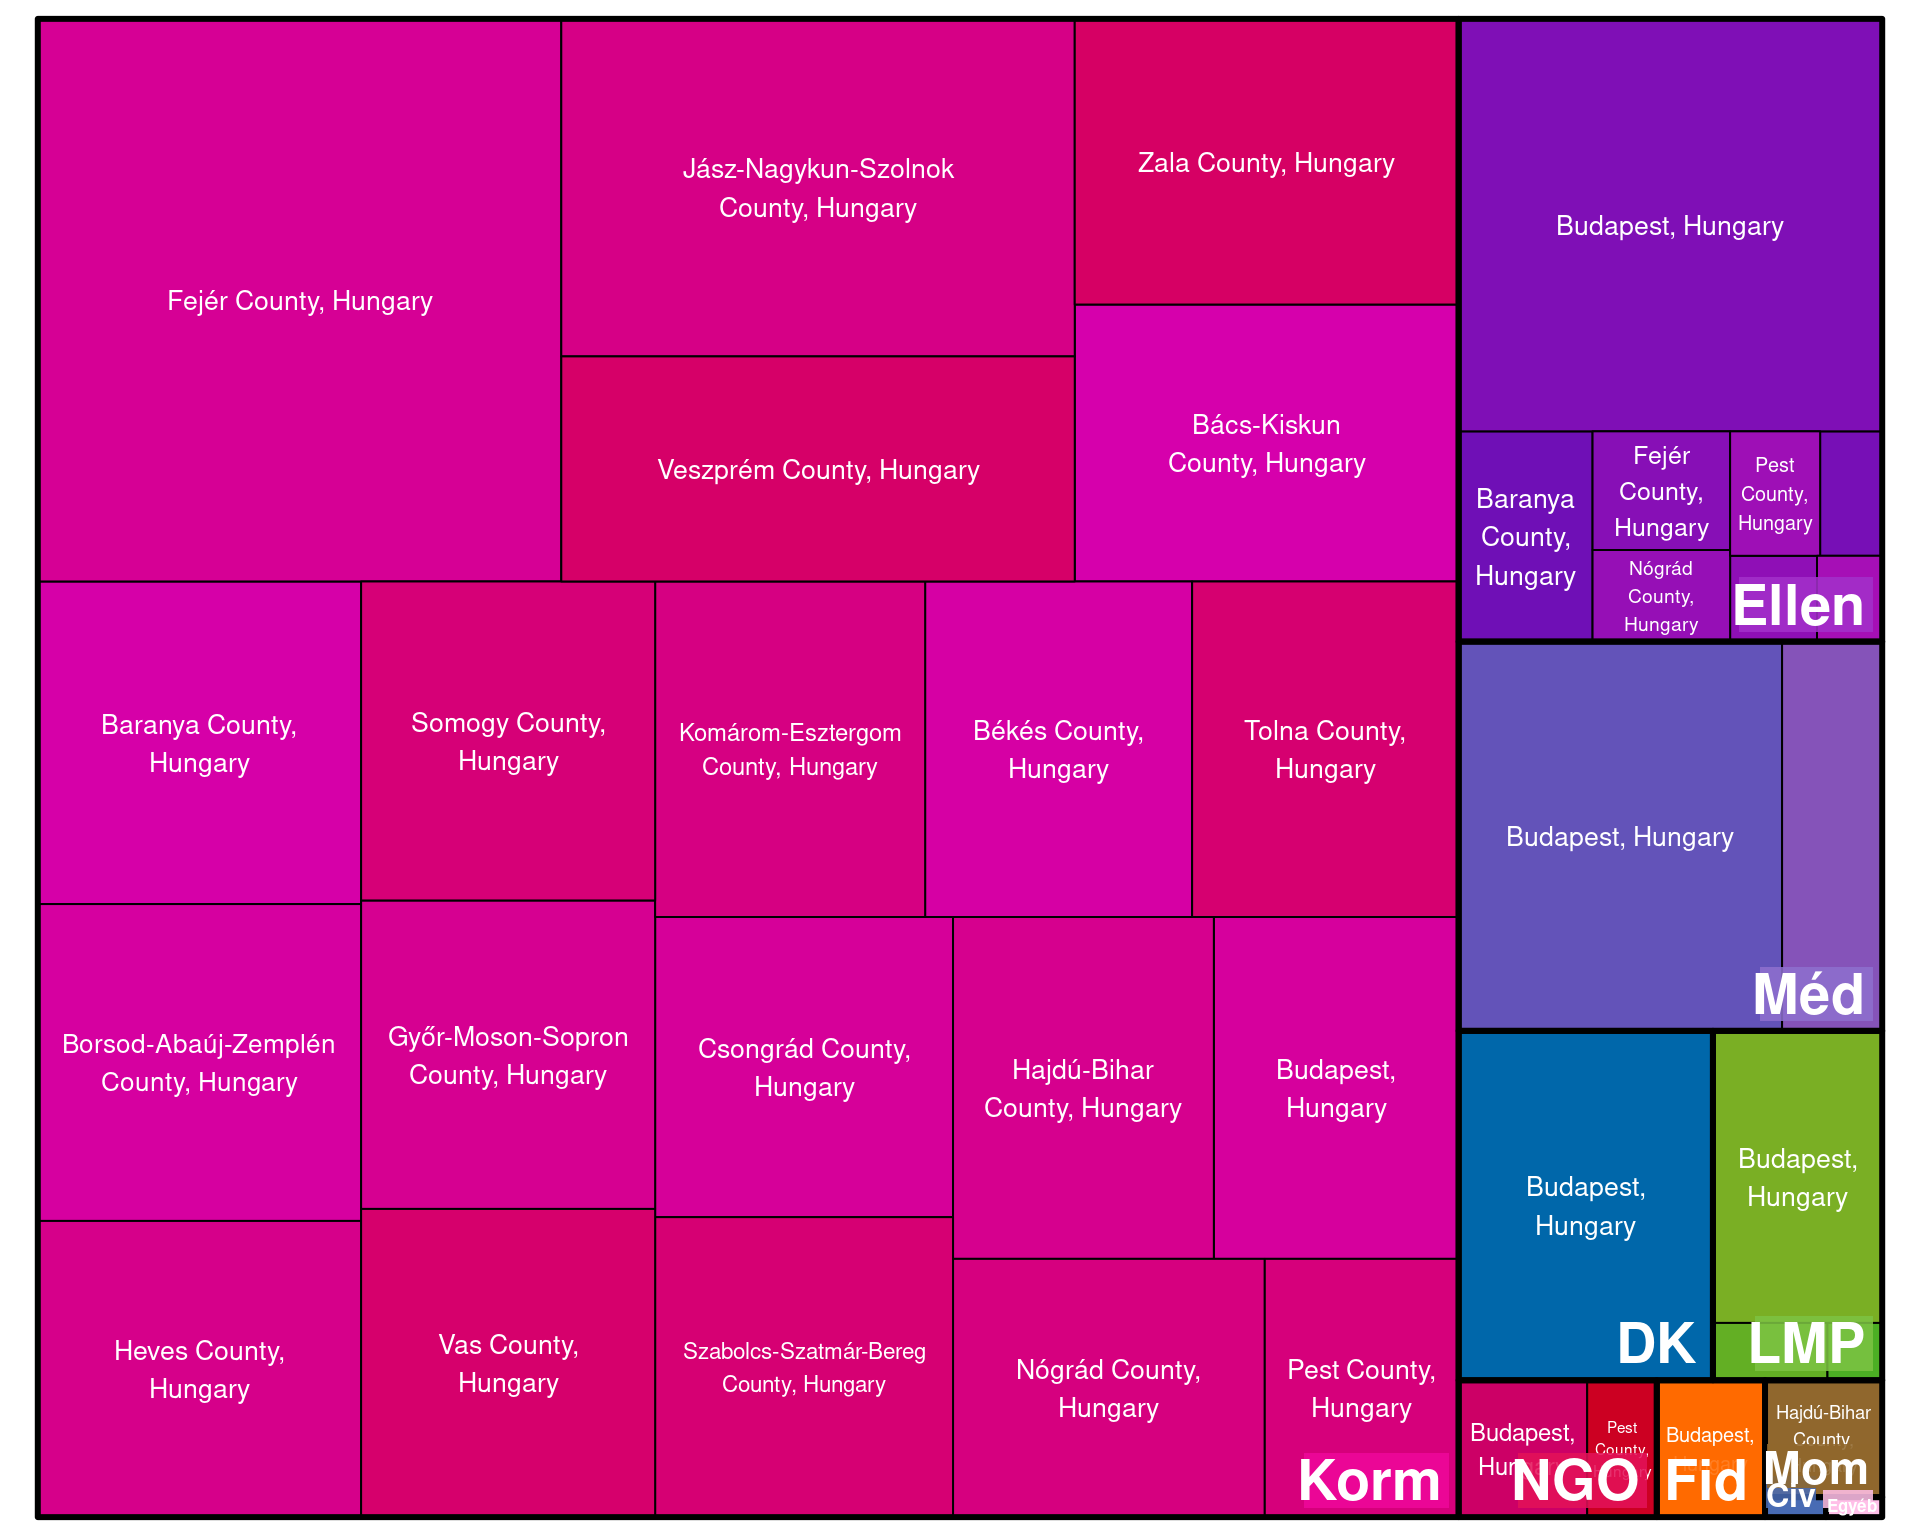 Fejér County, Hungary
Jász-Nagykun-Szolnok
County, Hungary
Veszprém County, Hungary
Zala County, Hungary
Bács-Kiskun
County, Hungary
Baranya County,
Hungary
Somogy County,
Hungary
Komárom-Esztergom
County, Hungary
Békés County,
Hungary
Tolna County,
Hungary
Borsod-Abaúj-Zemplén
County, Hungary
Győr-Moson-Sopron
County, Hungary
Csongrád County,
Hungary
Hajdú-Bihar
County, Hungary
Budapest,
Hungary
Heves County,
Hungary
Vas County,
Hungary
Szabolcs-Szatmár-Bereg
County, Hungary
Nógrád County,
Hungary
Pest County,
Hungary
Korm
Budapest, Hungary
Baranya
County,
Hungary
Fejér
County,
Hungary
Nógrád
County,
Hungary
Pest
County,
Hungary
Ellen
Budapest, Hungary
Méd
Budapest,
Hungary
DK
Budapest,
Hungary
LMP
Budapest,
Hungary
Pest
County,
NGO
Budapest,
Fid
Hajdú-Bihar
County,
Mom
Civ
Egyéb